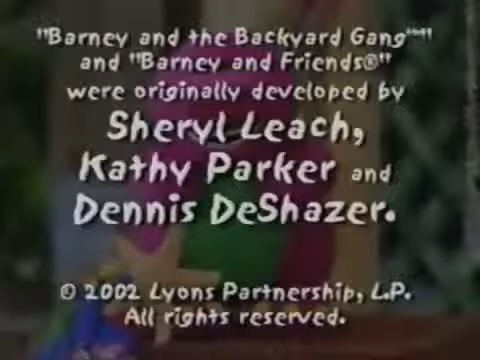 "Barney and the Backyard Gang™"
and "Barney and Friends®"
were originally developed by
Sheryl Leach,
Kathy Parker and
Dennis DeShazer.
© 2002 Lyons Partnership, L.P.
All rights reserved.